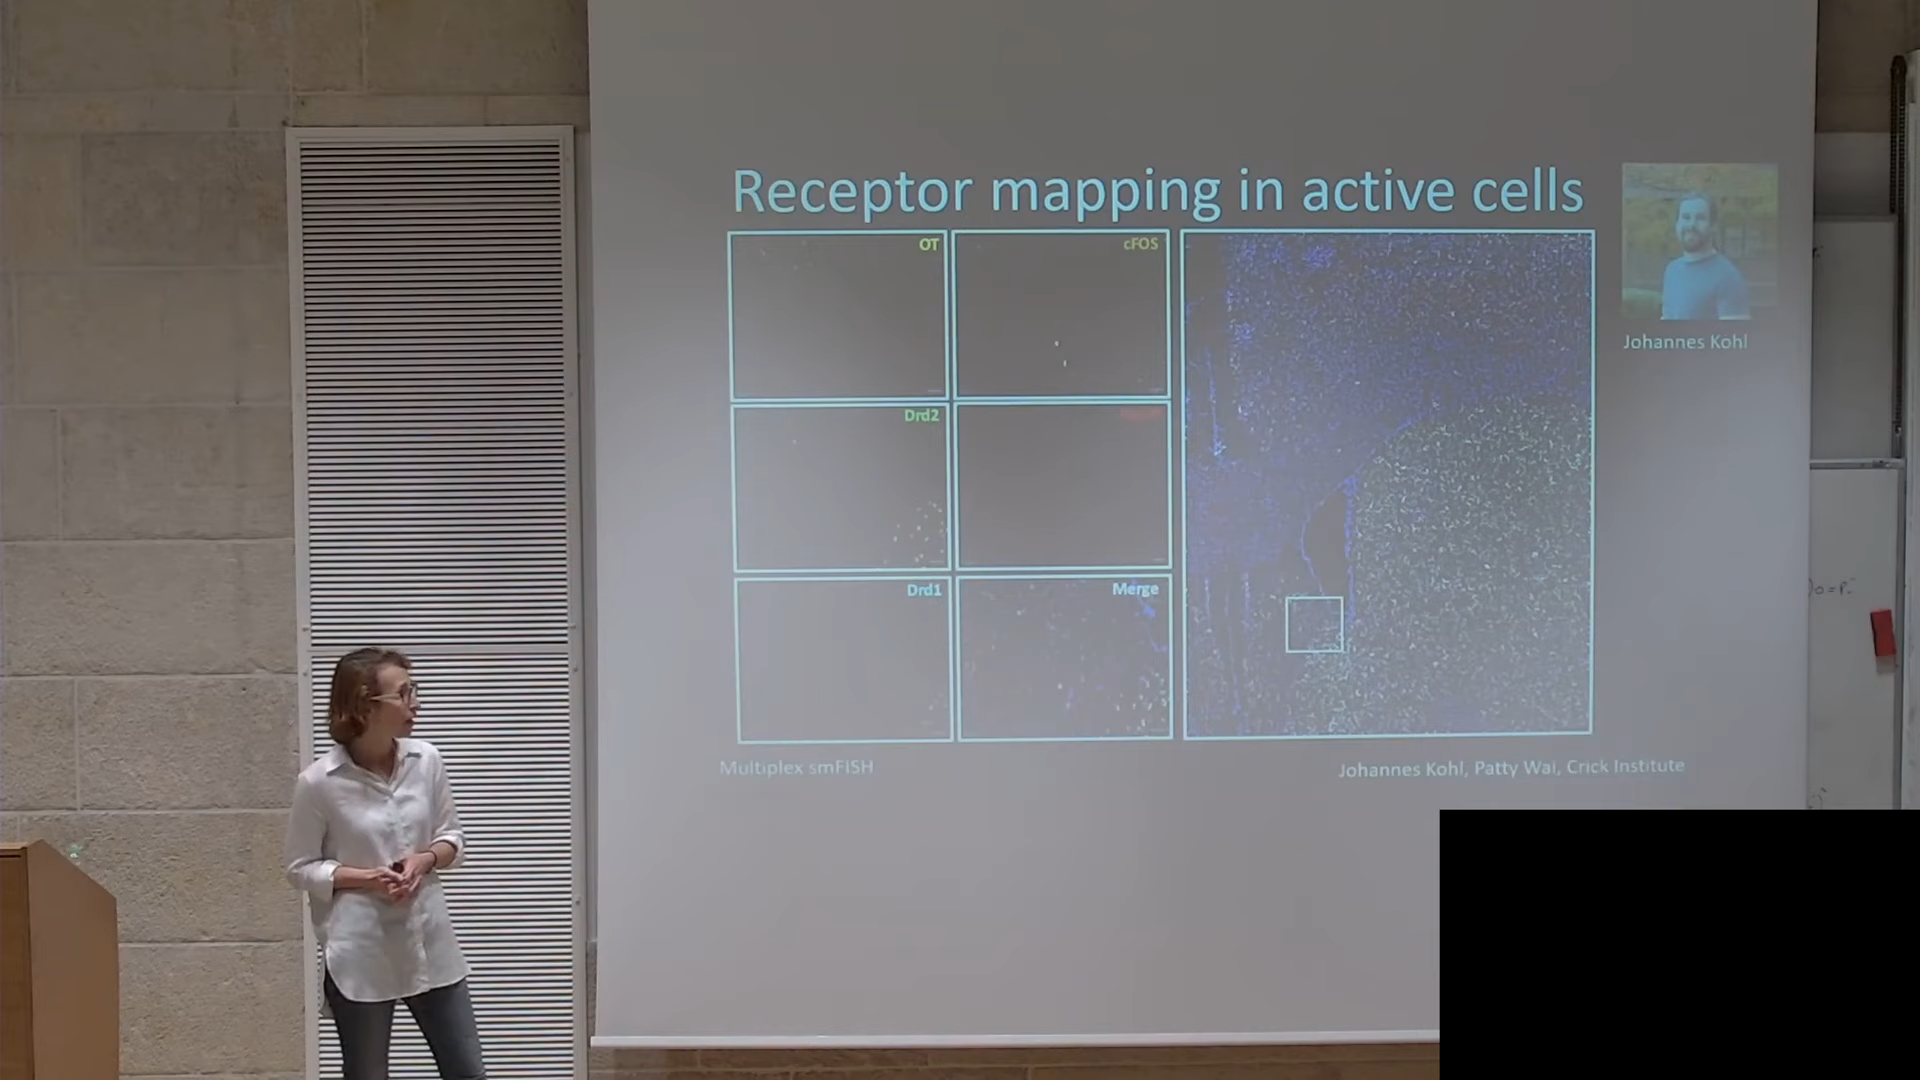 Receptor mapping in active cells
OT
cFOS
Johannes Kohl
Drd2
Drd1
Merge
Multiplex smFISH
Johannes Kohl, Patty Wai, Crick Institute